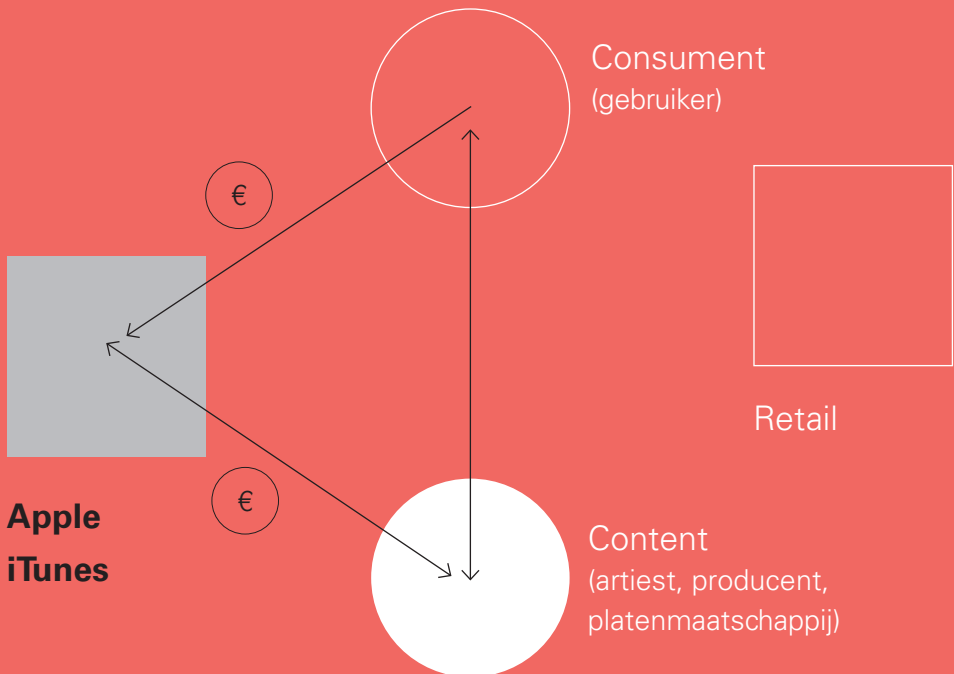 Consument
(gebruiker)
€
Retail
€
Apple
iTunes
Content
(artiest, producent,
platenmaatschappij)